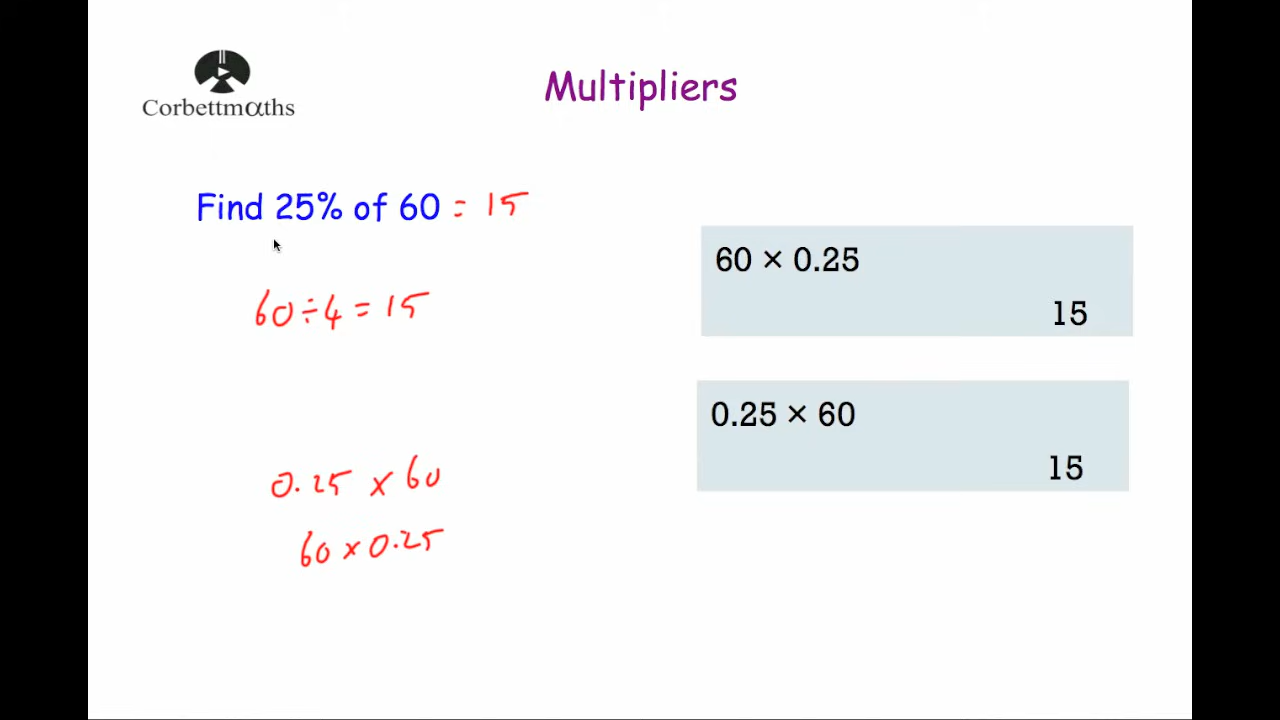 Corbettmαths
Multipliers
Find 25% of 60 = 15
60 ÷ 4 = 15
0.25 × 60
60 × 0.25
60 × 0.25
15
0.25 × 60
15